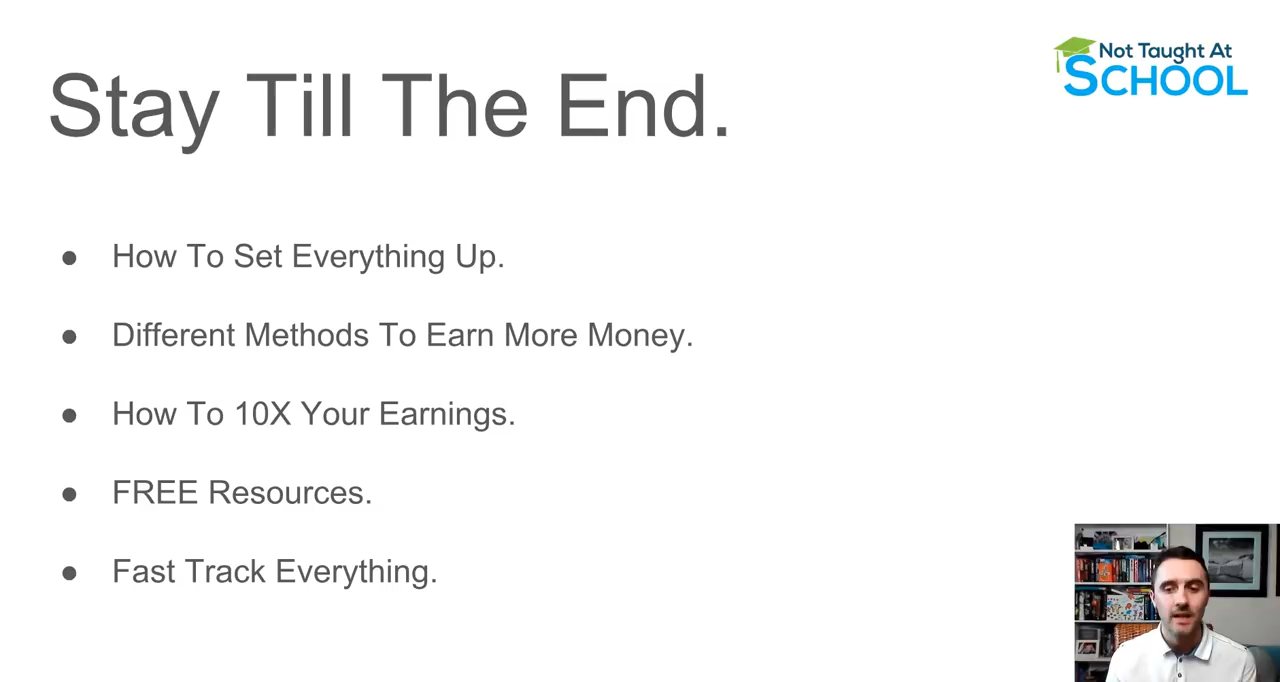 Not Taught At
SCHOOL
Stay Till The End.
● How To Set Everything Up.
● Different Methods To Earn More Money.
● How To 10X Your Earnings.
● FREE Resources.
● Fast Track Everything.